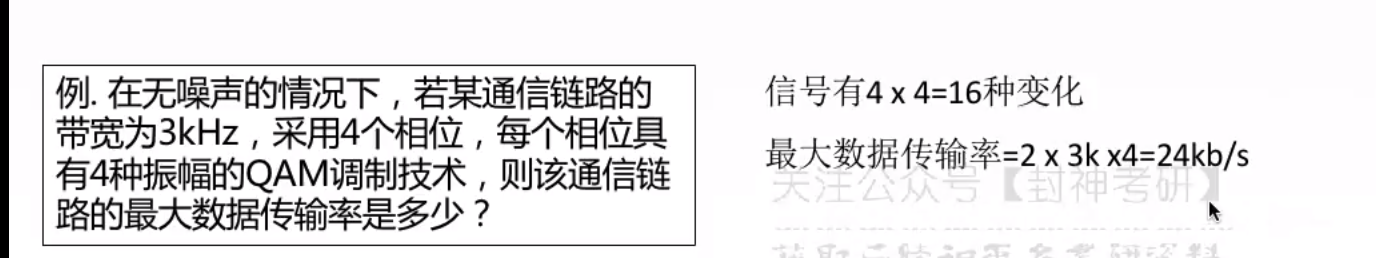 例. 在无噪声的情况下，若某通信链路的
带宽为3kHz，采用4个相位，每个相位具
有4种振幅的QAM调制技术，则该通信链
路的最大数据传输率是多少？
信号有4 x 4=16种变化
最大数据传输率=2 x 3k x4=24kb/s
关注公众号【封神考研】